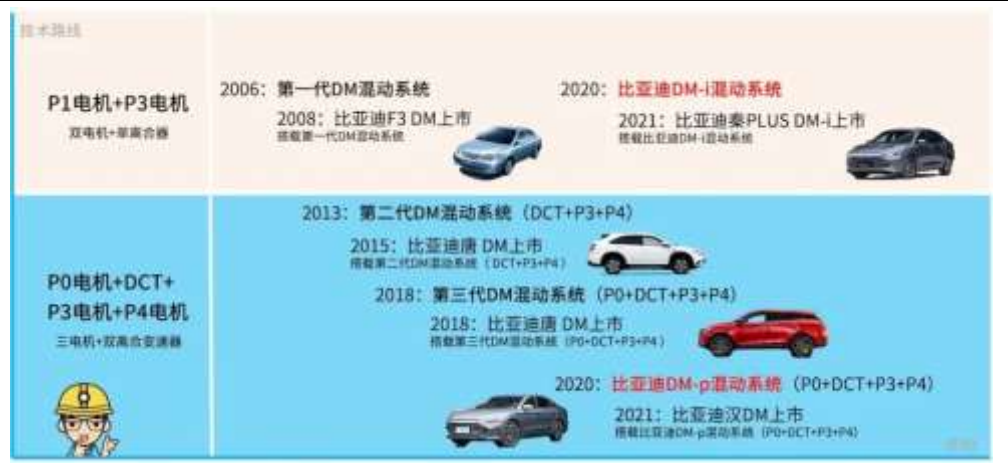 技术路线
P1电机+P3电机
双电机+单离合器
2006：第一代DM混动系统
2008：比亚迪F3 DM上市
搭载第一代DM混动系统
2020：比亚迪DM-i混动系统
2021：比亚迪秦PLUS DM-i上市
搭载比亚迪DM-i混动系统
P0电机+DCT+
P3电机+P4电机
三电机+双离合变速器
2013：第二代DM混动系统（DCT+P3+P4）
2015：比亚迪唐 DM上市
搭载第二代DM混动系统（DCT+P3+P4）
2018：第三代DM混动系统（P0+DCT+P3+P4）
2018：比亚迪唐 DM上市
搭载第三代DM混动系统（P0+DCT+P3+P4）
2020：比亚迪DM-p混动系统（P0+DCT+P3+P4）
2021：比亚迪汉DM上市
搭载比亚迪DM-p混动系统（P0+DCT+P3+P4）